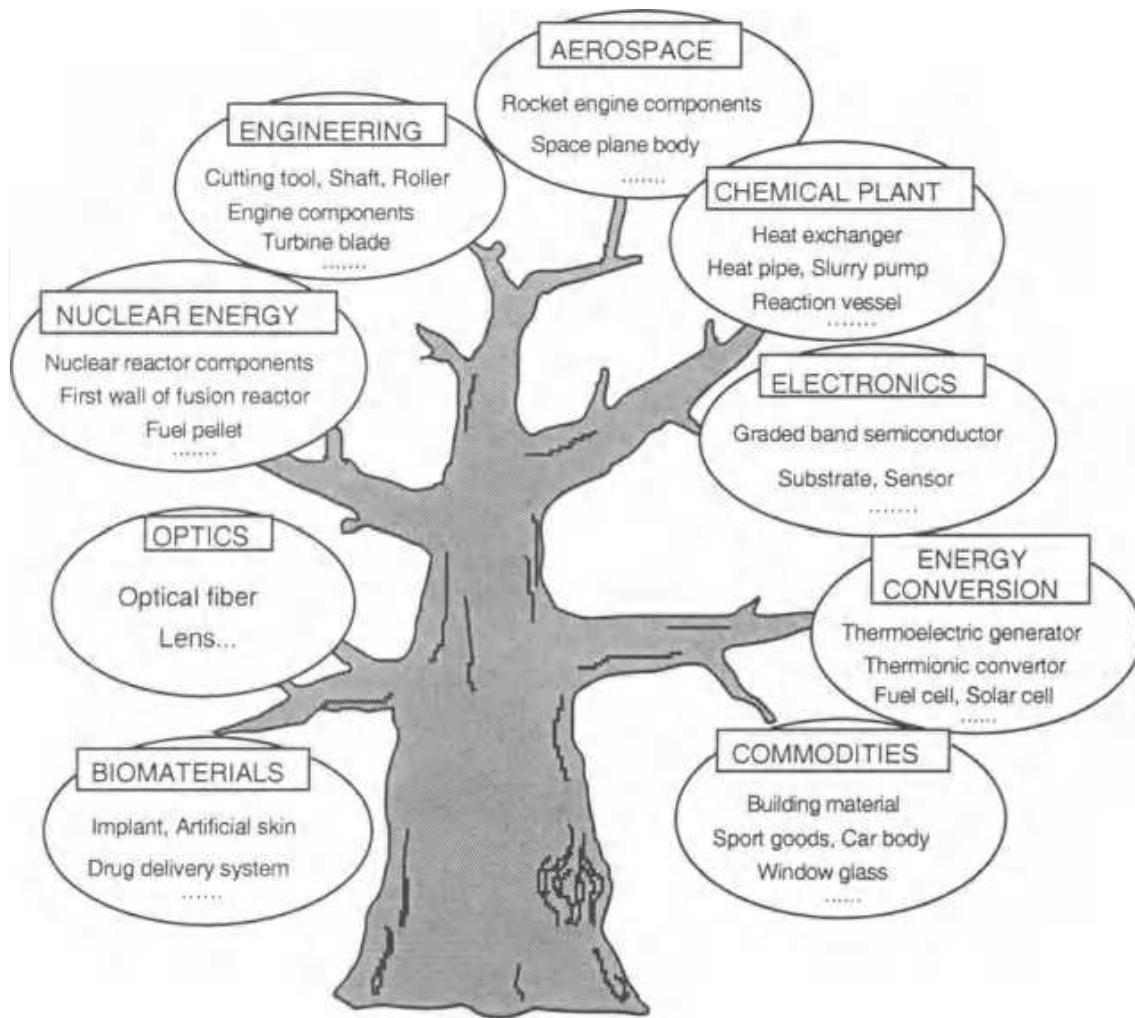 AEROSPACE
Rocket engine components
Space plane body
.......
ENGINEERING
Cutting tool, Shaft, Roller
Engine components
Turbine blade
.......
CHEMICAL PLANT
Heat exchanger
Heat pipe, Slurry pump
Reaction vessel
.......
NUCLEAR ENERGY
Nuclear reactor components
First wall of fusion reactor
Fuel pellet
.......
ELECTRONICS
Graded band semiconductor
Substrate, Sensor
.......
OPTICS
Optical fiber
Lens...
ENERGY
CONVERSION
Thermoelectric generator
Thermionic convertor
Fuel cell, Solar cell
......
BIOMATERIALS
Implant, Artificial skin
Drug delivery system
......
COMMODITIES
Building material
Sport goods, Car body
Window glass
......